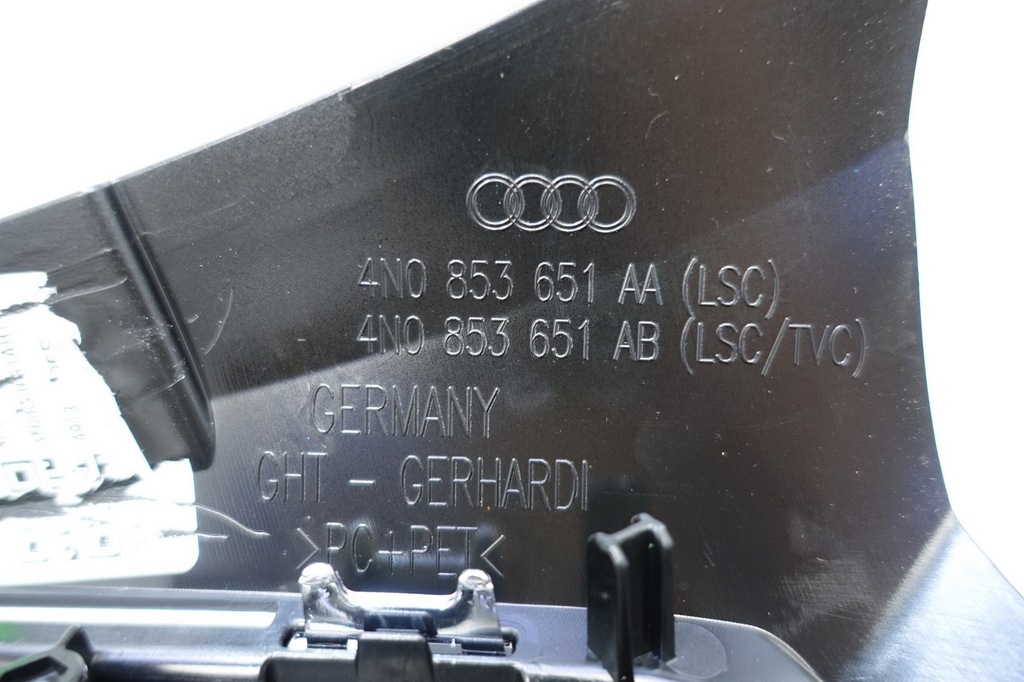 4N0 853 651 AA (LSC)
4N0 853 651 AB (LSC/TVC)
GERMANY
GHT - GERHARDI
>PC+PET<